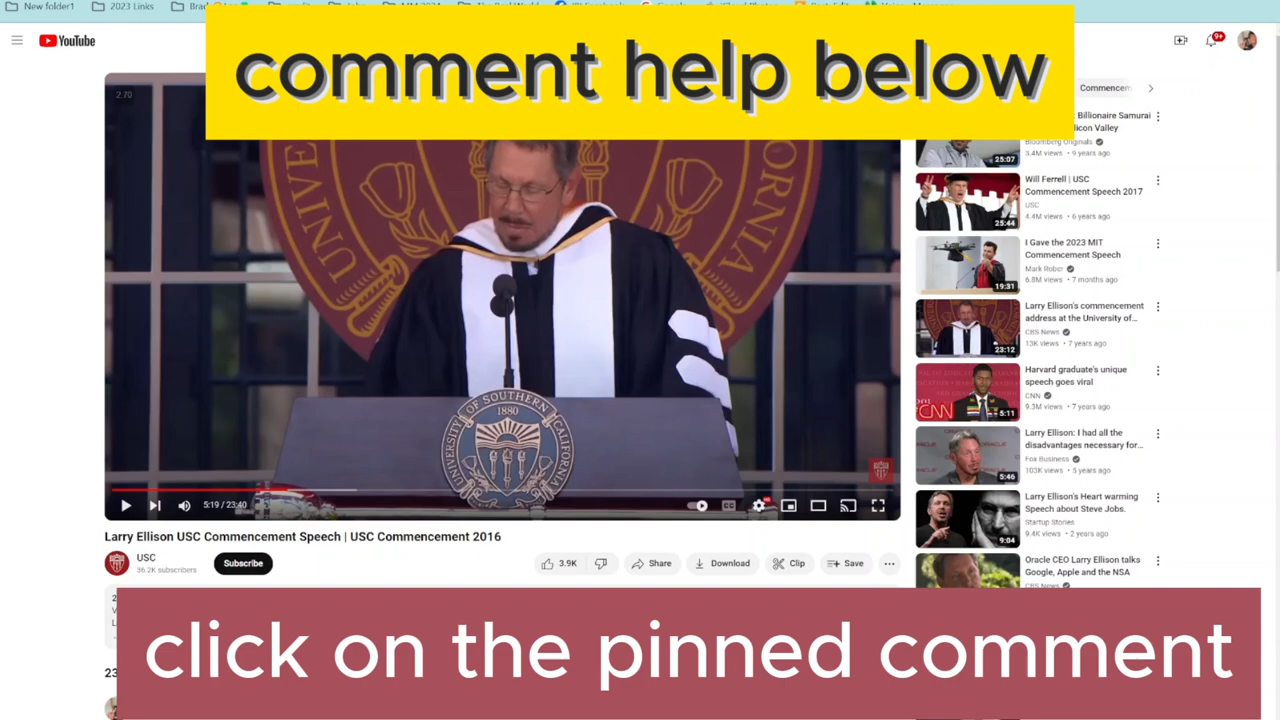 New folder1
2023 Links
comment help below
YouTube
9+
2.70
Commencem
Billionaire Samurai
Bloomberg Originals
3.4M views • 9 years ago
25:07
Will Ferrell | USC
Commencement Speech 2017
USC
4.4M views • 6 years ago
25:44
I Gave the 2023 MIT
Commencement Speech
Mark Rober
6.8M views • 7 months ago
19:31
Larry Ellison's commencement
address at the University of...
CBS News
13K views • 7 years ago
23:12
Harvard graduate's unique
speech goes viral
CNN
9.3M views • 7 years ago
CNN
5:11
Larry Ellison: I had all the
disadvantages necessary for...
Fox Business
103K views • 5 years ago
5:46
Larry Ellison's Heart warming
Speech about Steve Jobs.
Startup Stories
9.4K views • 2 years ago
9:04
Oracle CEO Larry Ellison talks
Google, Apple and the NSA
CBS News
UNIVERSITY OF SOUTHERN CALIFORNIA
1880
5:19 / 23:40
Larry Ellison USC Commencement Speech | USC Commencement 2016
USC
36.2K subscribers
Subscribe
3.9K
Share
Download
Clip
Save
click on the pinned comment
23